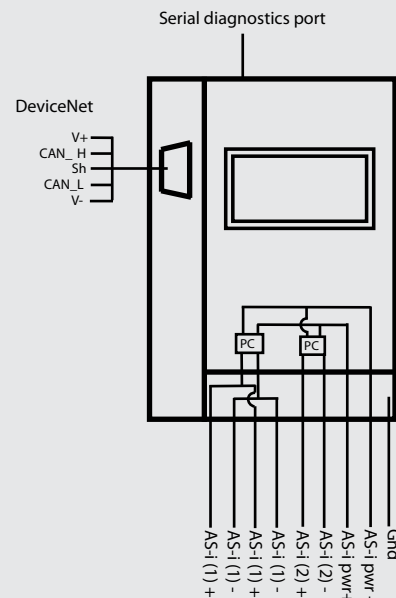 Serial diagnostics port
DeviceNet
V+
CAN_ H
Sh
CAN_L
V-
PC
PC
AS-i (1) +
AS-i (1) -
AS-i (1) +
AS-i (1) -
AS-i (2) +
AS-i (2) -
AS-i pwr+
AS-i pwr -
Gnd